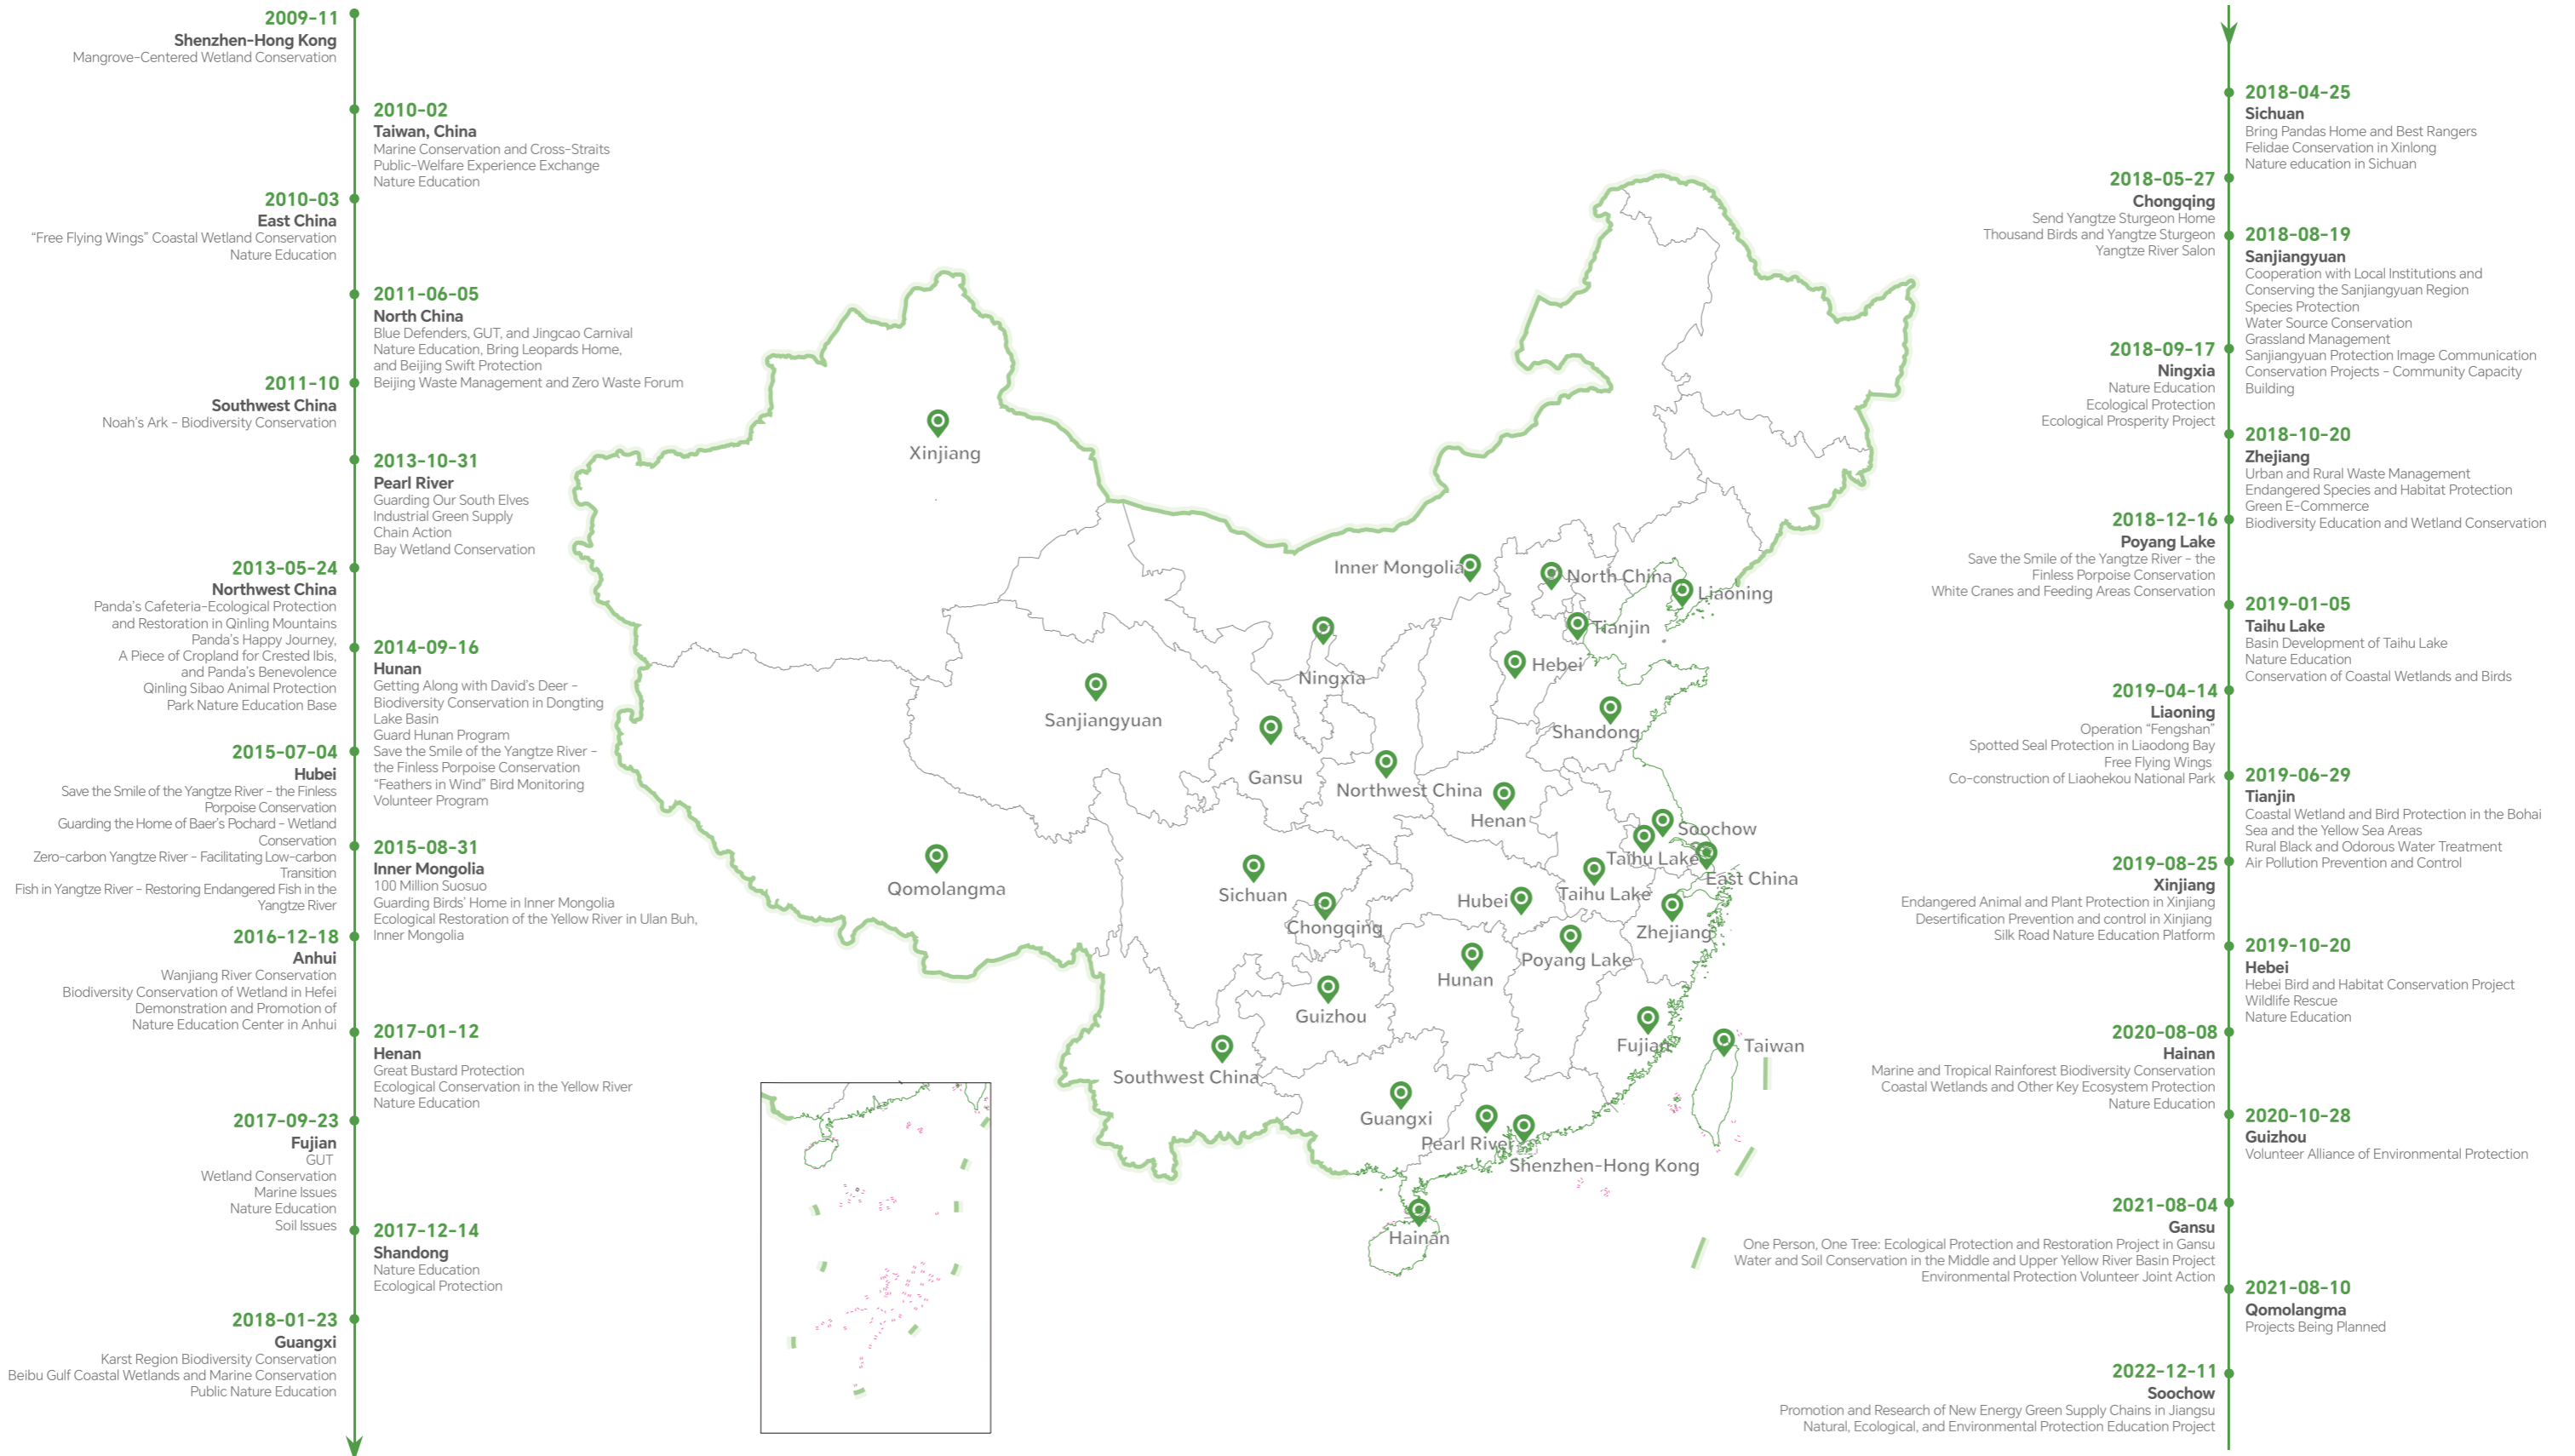 2009-11
Shenzhen-Hong Kong
Mangrove-Centered Wetland Conservation
2010-02
Taiwan, China
Marine Conservation and Cross-Straits
Public-Welfare Experience Exchange
Nature Education
2010-03
East China
“Free Flying Wings” Coastal Wetland Conservation
Nature Education
2011-06-05
North China
Blue Defenders, GUT, and Jingcao Carnival
Nature Education, Bring Leopards Home,
and Beijing Swift Protection
Beijing Waste Management and Zero Waste Forum
2011-10
Southwest China
Noah's Ark - Biodiversity Conservation
2013-10-31
Pearl River
Guarding Our South Elves
Industrial Green Supply
Chain Action
Bay Wetland Conservation
2013-05-24
Northwest China
Panda's Cafeteria-Ecological Protection
and Restoration in Qinling Mountains
Panda's Happy Journey,
A Piece of Cropland for Crested Ibis,
and Panda's Benevolence
Qinling Sibao Animal Protection
Park Nature Education Base
2014-09-16
Hunan
Getting Along with David's Deer -
Biodiversity Conservation in Dongting
Lake Basin
Guard Hunan Program
Save the Smile of the Yangtze River -
the Finless Porpoise Conservation
“Feathers in Wind” Bird Monitoring
Volunteer Program
2015-07-04
Hubei
Save the Smile of the Yangtze River - the Finless
Porpoise Conservation
Guarding the Home of Baer's Pochard - Wetland
Conservation
Zero-carbon Yangtze River - Facilitating Low-carbon
Transition
Fish in Yangtze River - Restoring Endangered Fish in the
Yangtze River
2015-08-31
Inner Mongolia
100 Million Suosuo
Guarding Birds' Home in Inner Mongolia
Ecological Restoration of the Yellow River in Ulan Buh,
Inner Mongolia
2016-12-18
Anhui
Wanjiang River Conservation
Biodiversity Conservation of Wetland in Hefei
Demonstration and Promotion of
Nature Education Center in Anhui
2017-01-12
Henan
Great Bustard Protection
Ecological Conservation in the Yellow River
Nature Education
2017-09-23
Fujian
GUT
Wetland Conservation
Marine Issues
Nature Education
Soil Issues
2017-12-14
Shandong
Nature Education
Ecological Protection
2018-01-23
Guangxi
Karst Region Biodiversity Conservation
Beibu Gulf Coastal Wetlands and Marine Conservation
Public Nature Education
Xinjiang
Inner Mongolia
North China
Liaoning
Tianjin
Ningxia
Hebei
Sanjiangyuan
Shandong
Gansu
Northwest China
Henan
Soochow
Taihu Lake
East China
Qomolangma
Sichuan
Hubei
Taihu Lake
Chongqing
Zhejiang
Poyang Lake
Hunan
Guizhou
Fujian
Taiwan
Southwest China
Guangxi
Pearl River
Shenzhen-Hong Kong
Hainan
2018-04-25
Sichuan
Bring Pandas Home and Best Rangers
Felidae Conservation in Xinlong
Nature education in Sichuan
2018-05-27
Chongqing
Send Yangtze Sturgeon Home
Thousand Birds and Yangtze Sturgeon
Yangtze River Salon
2018-08-19
Sanjiangyuan
Cooperation with Local Institutions and
Conserving the Sanjiangyuan Region
Species Protection
Water Source Conservation
Grassland Management
Sanjiangyuan Protection Image Communication
Conservation Projects - Community Capacity
Building
2018-09-17
Ningxia
Nature Education
Ecological Protection
Ecological Prosperity Project
2018-10-20
Zhejiang
Urban and Rural Waste Management
Endangered Species and Habitat Protection
Green E-Commerce
Biodiversity Education and Wetland Conservation
2018-12-16
Poyang Lake
Save the Smile of the Yangtze River - the
Finless Porpoise Conservation
White Cranes and Feeding Areas Conservation
2019-01-05
Taihu Lake
Basin Development of Taihu Lake
Nature Education
Conservation of Coastal Wetlands and Birds
2019-04-14
Liaoning
Operation “Fengshan”
Spotted Seal Protection in Liaodong Bay
Free Flying Wings
Co-construction of Liaohekou National Park
2019-06-29
Tianjin
Coastal Wetland and Bird Protection in the Bohai
Sea and the Yellow Sea Areas
Rural Black and Odorous Water Treatment
Air Pollution Prevention and Control
2019-08-25
Xinjiang
Endangered Animal and Plant Protection in Xinjiang
Desertification Prevention and control in Xinjiang
Silk Road Nature Education Platform
2019-10-20
Hebei
Hebei Bird and Habitat Conservation Project
Wildlife Rescue
Nature Education
2020-08-08
Hainan
Marine and Tropical Rainforest Biodiversity Conservation
Coastal Wetlands and Other Key Ecosystem Protection
Nature Education
2020-10-28
Guizhou
Volunteer Alliance of Environmental Protection
2021-08-04
Gansu
One Person, One Tree: Ecological Protection and Restoration Project in Gansu
Water and Soil Conservation in the Middle and Upper Yellow River Basin Project
Environmental Protection Volunteer Joint Action
2021-08-10
Qomolangma
Projects Being Planned
2022-12-11
Soochow
Promotion and Research of New Energy Green Supply Chains in Jiangsu
Natural, Ecological, and Environmental Protection Education Project